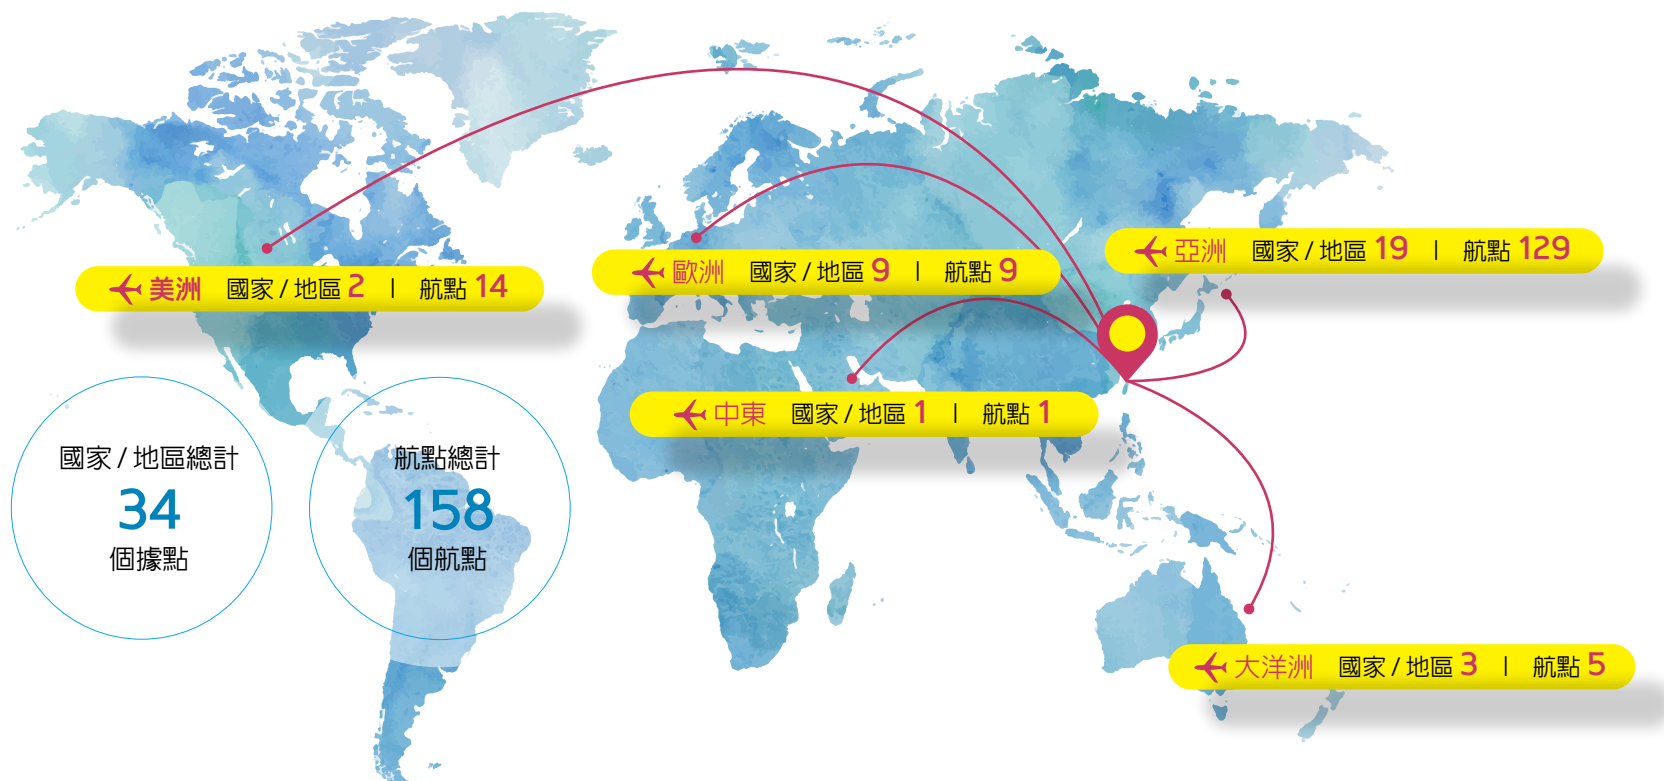 亞洲 國家 / 地區 19 | 航點 129
歐洲 國家 / 地區 9 | 航點 9
美洲 國家 / 地區 2 | 航點 14
中東 國家 / 地區 1 | 航點 1
國家 / 地區總計
34
個據點
航點總計
158
個航點
大洋洲 國家 / 地區 3 | 航點 5